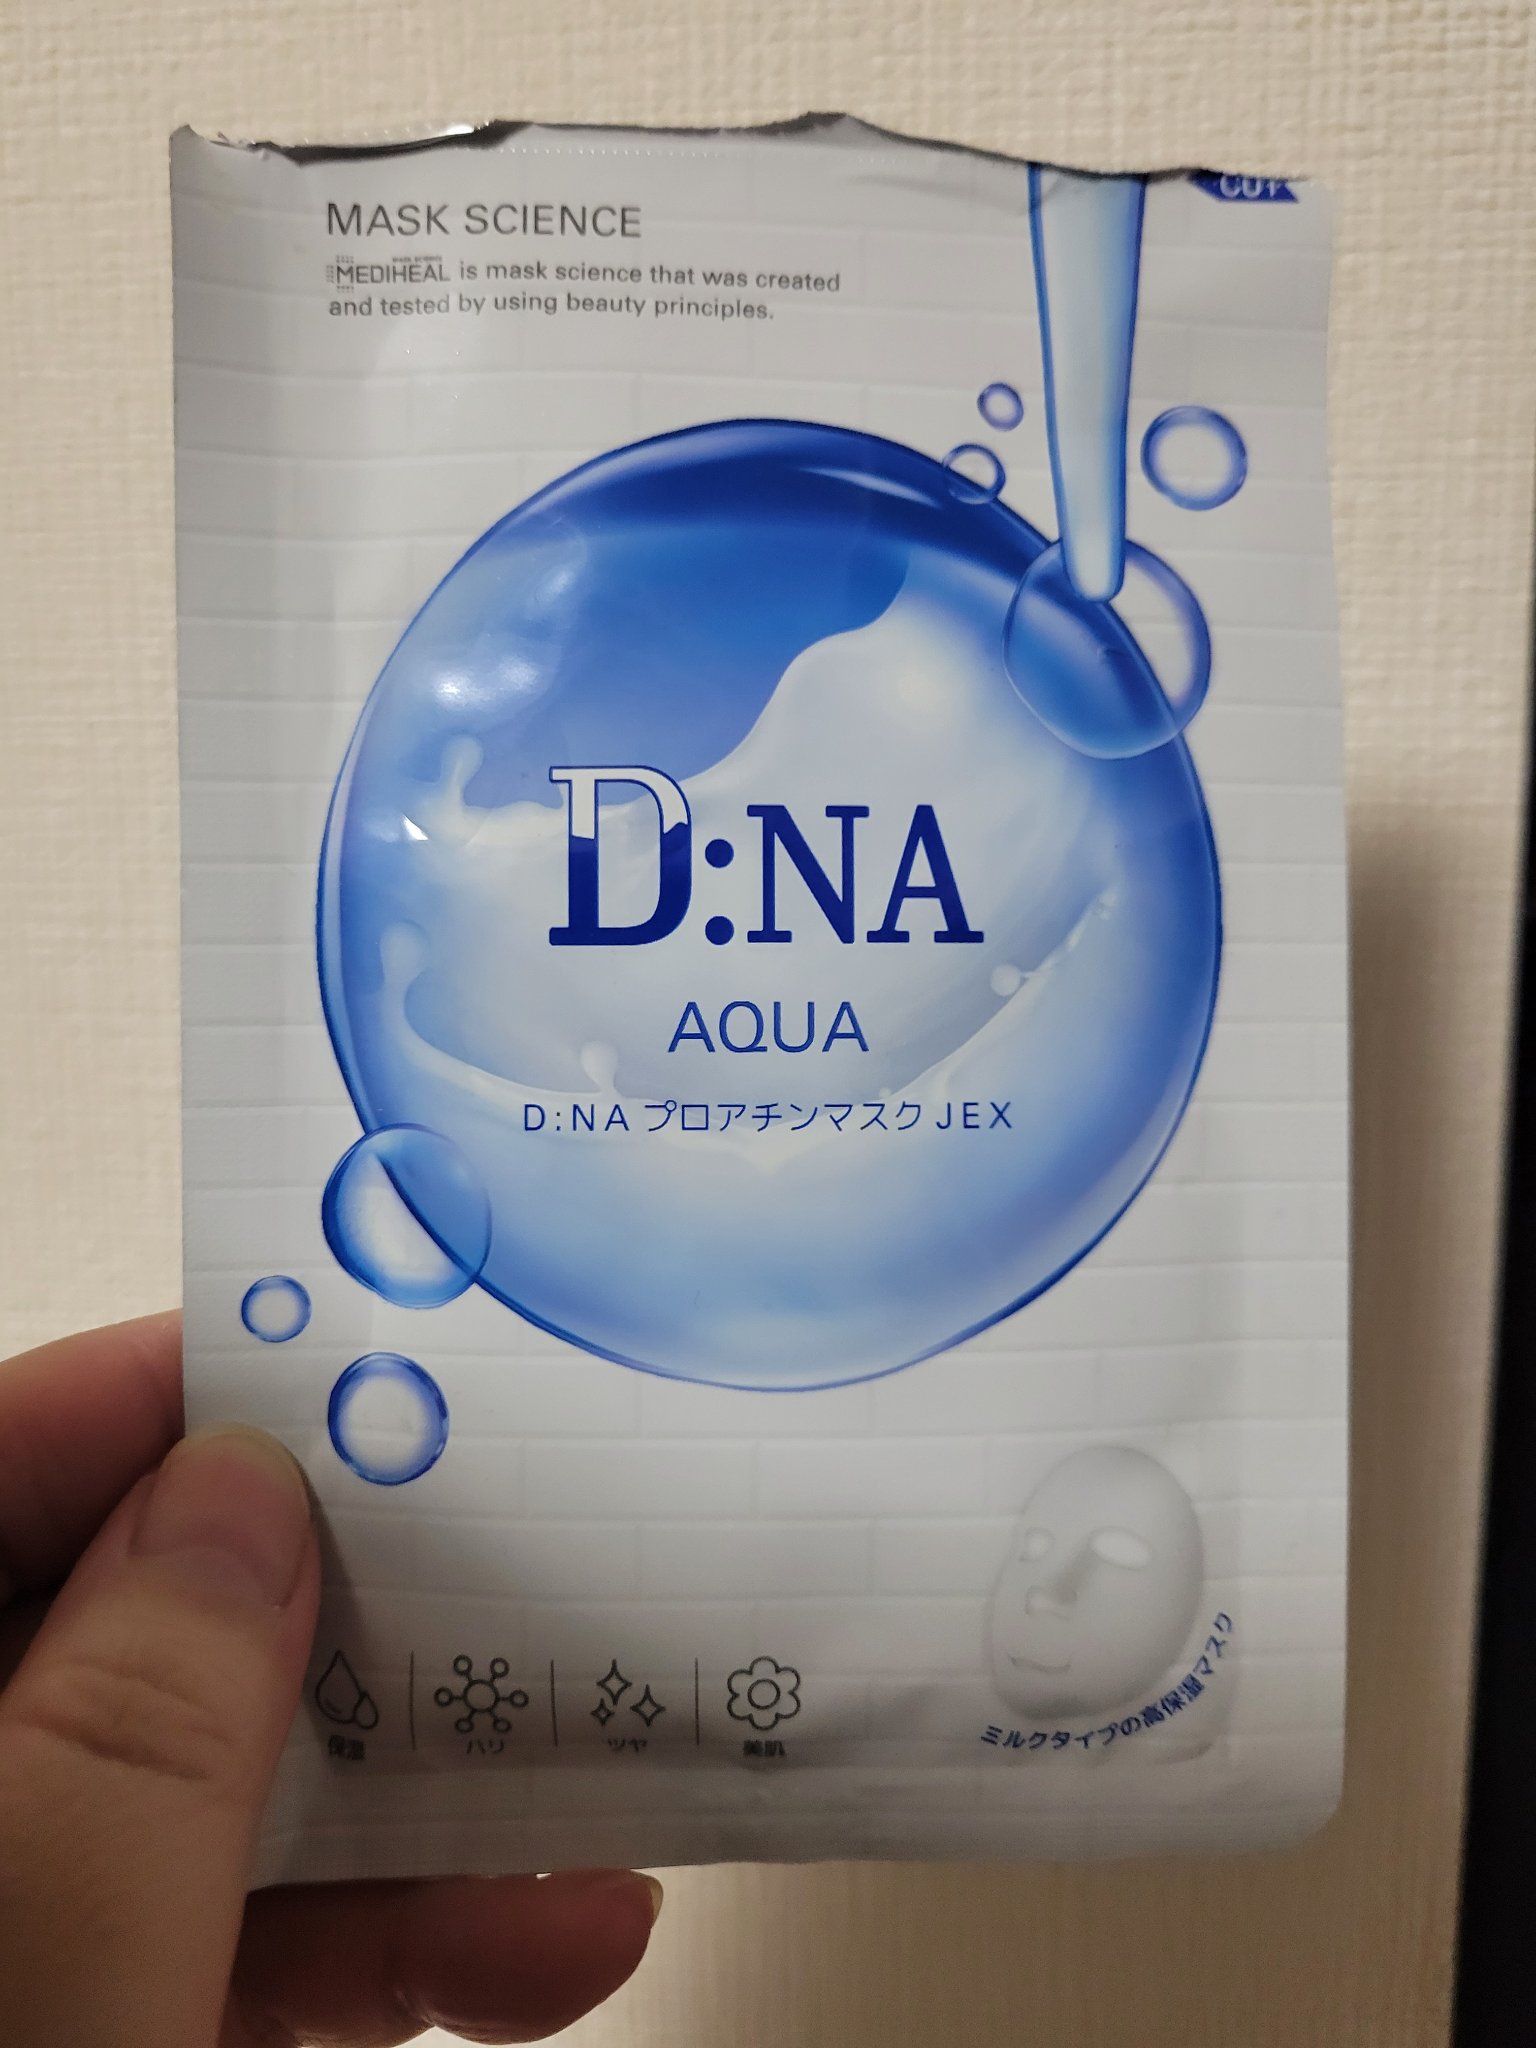 CUT
MASK SCIENCE
MEDIHEAL is mask science that was created
and tested by using beauty principles.
D:NA
AQUA
D:NA プロアチンマスク JEX
保湿
ハリ
ツヤ
美肌
ミルクタイプの高保湿マスク